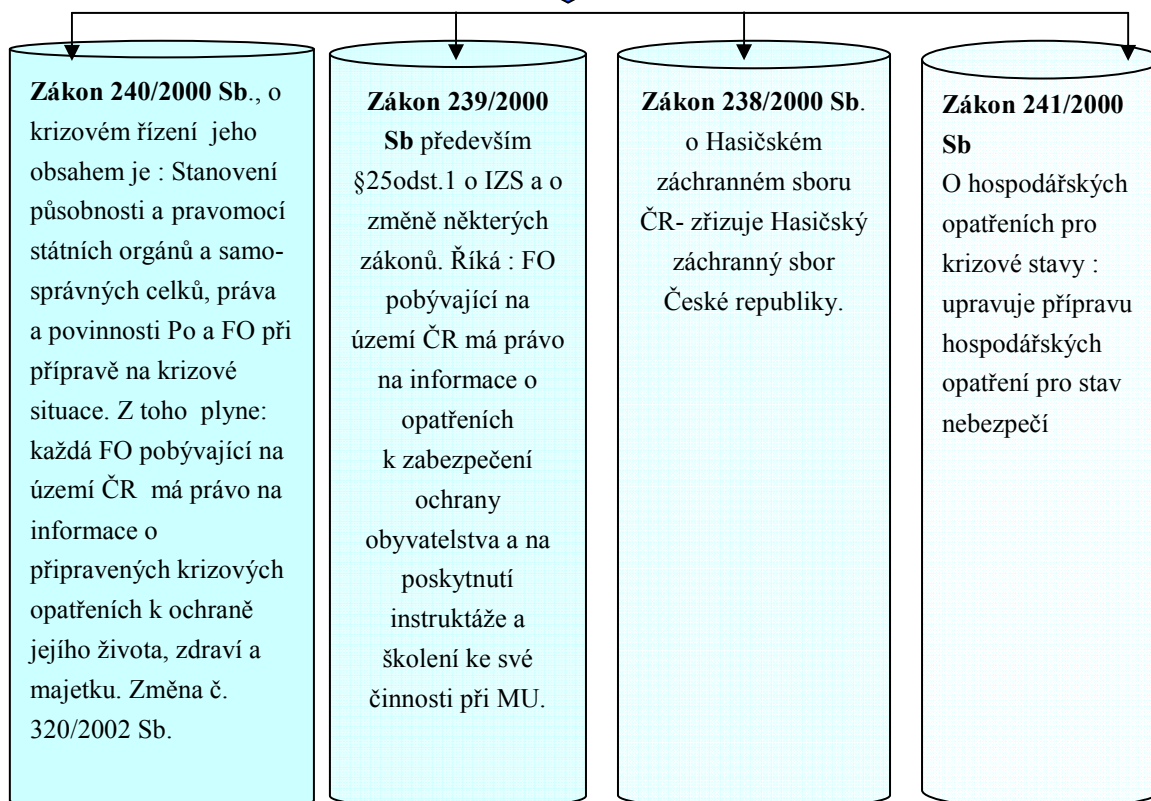 Zákon 240/2000 Sb., o
krizovém řízení jeho
obsahem je : Stanovení
působnosti a pravomocí
státních orgánů a samo-
správných celků, práva
a povinnosti Po a FO při
přípravě na krizové
situace. Z toho plyne:
každá FO pobývající na
území ČR má právo na
informace o
připravených krizových
opatřeních k ochraně
jejího života, zdraví a
majetku. Změna č.
320/2002 Sb.
Zákon 239/2000
Sb především
§25odst.1 o IZS a o
změně některých
zákonů. Říká : FO
pobývající na
území ČR má právo
na informace o
opatřeních
k zabezpečení
ochrany
obyvatelstva a na
poskytnutí
instruktáže a
školení ke své
činnosti při MU.
Zákon 238/2000 Sb.
o Hasičském
záchranném sboru
ČR- zřizuje Hasičský
záchranný sbor
České republiky.
Zákon 241/2000
Sb
O hospodářských
opatřeních pro
krizové stavy :
upravuje přípravu
hospodářských
opatření pro stav
nebezpečí